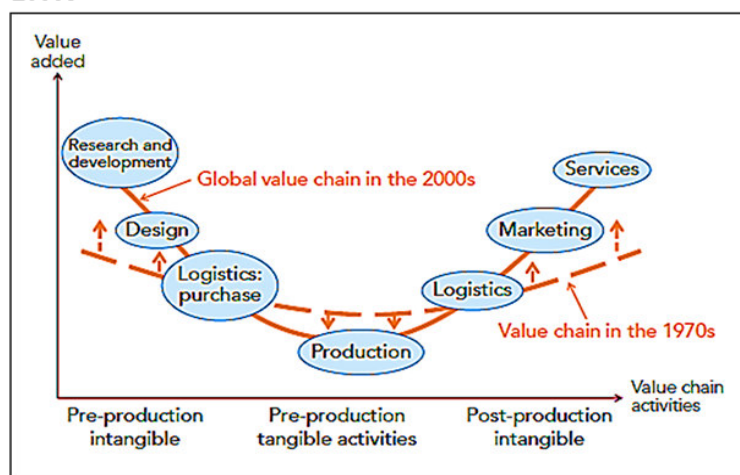 Value
added
Research and
development
Global value chain in the 2000s
Services
Design
Marketing
Logistics:
purchase
Logistics
Value chain in the 1970s
Production
Value chain
activities
Pre-production
intangible
Pre-production
tangible activities
Post-production
intangible